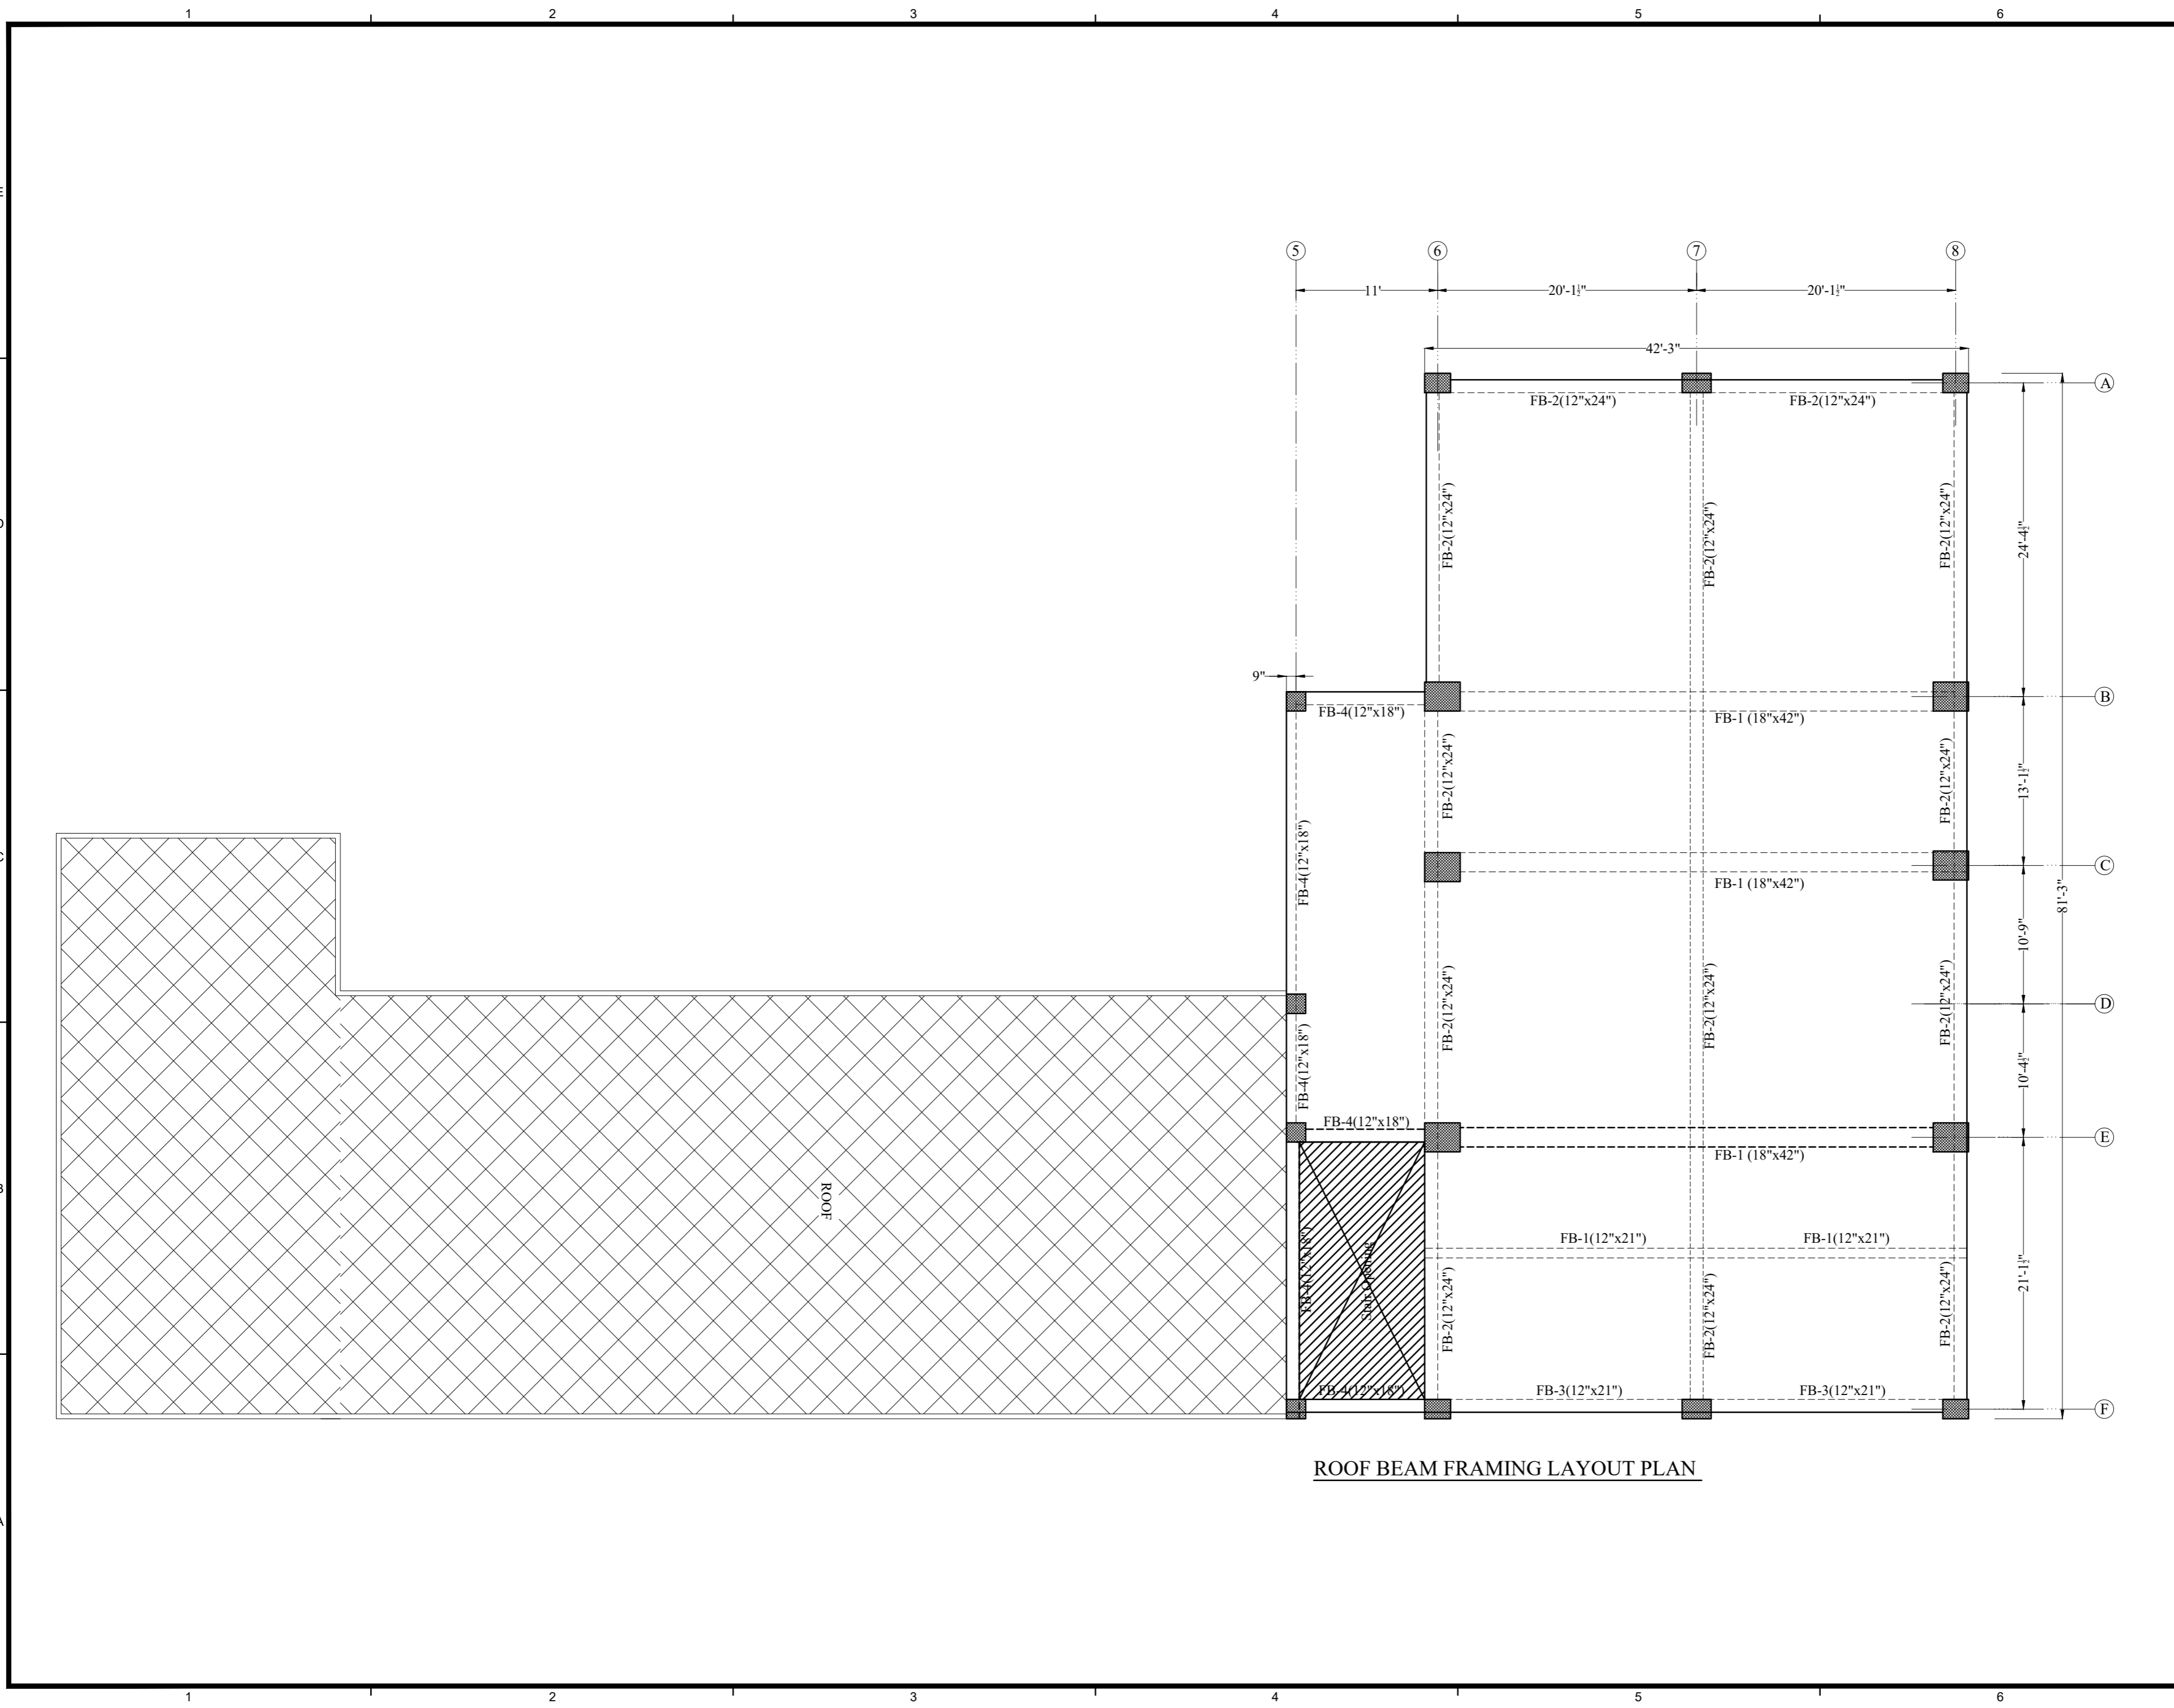 1 2 3 4 5 6
E
5 6 7 8
11' 20'-1½" 20'-1½"
42'-3"
A
FB-2(12"x24") FB-2(12"x24")
D
FB-2(12"x24")
FB-2(12"x24")
FB-2(12"x24")
24'-4½"
9"
B
FB-4(12"x18")
FB-1 (18"x42")
FB-2(12"x24")
FB-2(12"x24")
13'-1½"
C
FB-4(12"x18")
C
FB-1 (18"x42")
81'-3"
10'-9"
FB-2(12"x24")
FB-2(12"x24")
FB-2(12"x24")
D
FB-4(12"x18")
10'-4½"
FB-4(12"x18")
E
FB-1 (18"x42")
B
ROOF
FB-4(12"x18")
Stair Opening
FB-1(12"x21") FB-1(12"x21")
21'-1½"
FB-2(12"x24")
FB-2(12"x24")
FB-2(12"x24")
FB-4(12"x18") FB-3(12"x21") FB-3(12"x21")
F
ROOF BEAM FRAMING LAYOUT PLAN
A
1 2 3 4 5 6